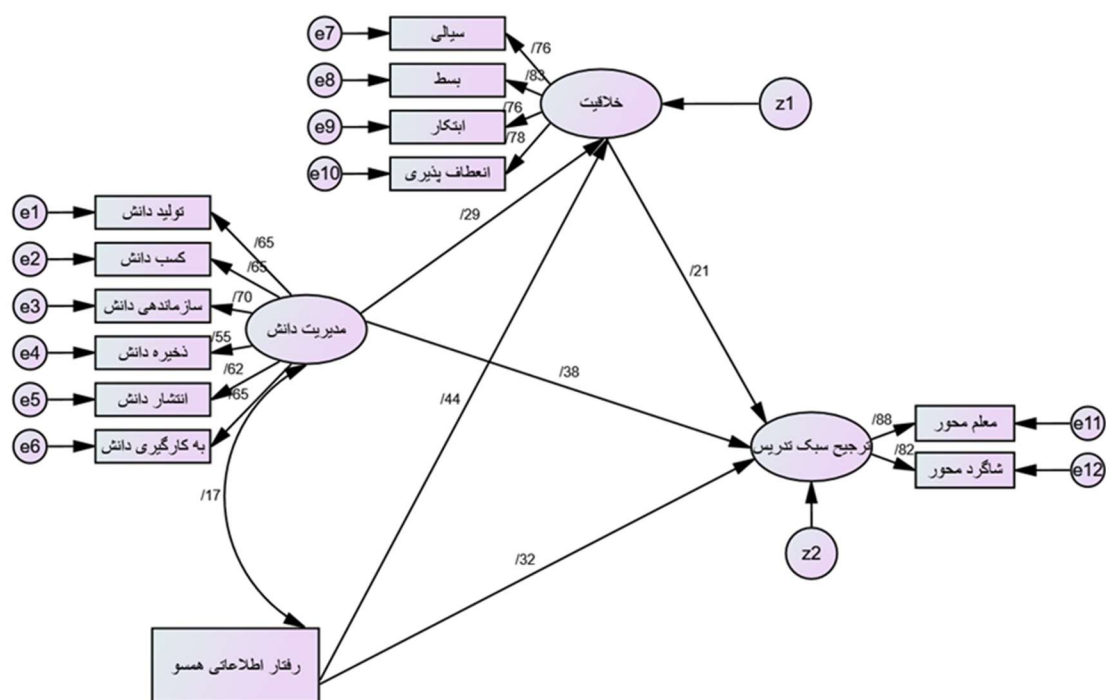 e7
سیالی
/76
e8
بسط
/83
e9
ابتکار
/76
e10
انعطاف پذیری
/78
خلاقیت
z1
e1
تولید دانش
/65
e2
کسب دانش
/65
e3
سازماندهی دانش
/70
e4
ذخیره دانش
/55
e5
انتشار دانش
/62
e6
به کارگیری دانش
/65
مدیریت دانش
/29
/21
/38
/44
/17
/32
ترجیح سبک تدریس
/88
معلم محور
e11
/82
شاگرد محور
e12
z2
رفتار اطلاعاتی همسو